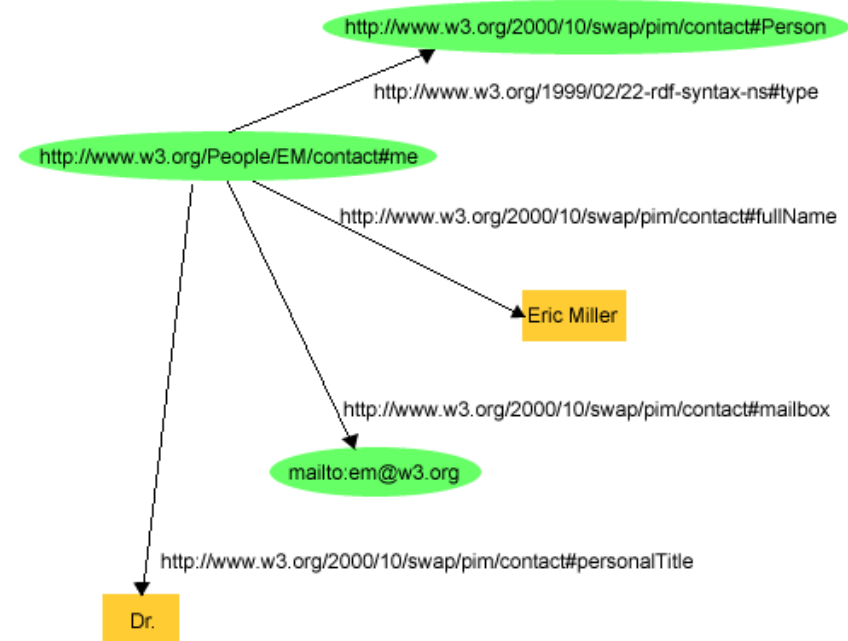 http://www.w3.org/2000/10/swap/pim/contact#Person
http://www.w3.org/1999/02/22-rdf-syntax-ns#type
http://www.w3.org/People/EM/contact#me
http://www.w3.org/2000/10/swap/pim/contact#fullName
Eric Miller
http://www.w3.org/2000/10/swap/pim/contact#mailbox
mailto:em@w3.org
http://www.w3.org/2000/10/swap/pim/contact#personalTitle
Dr.